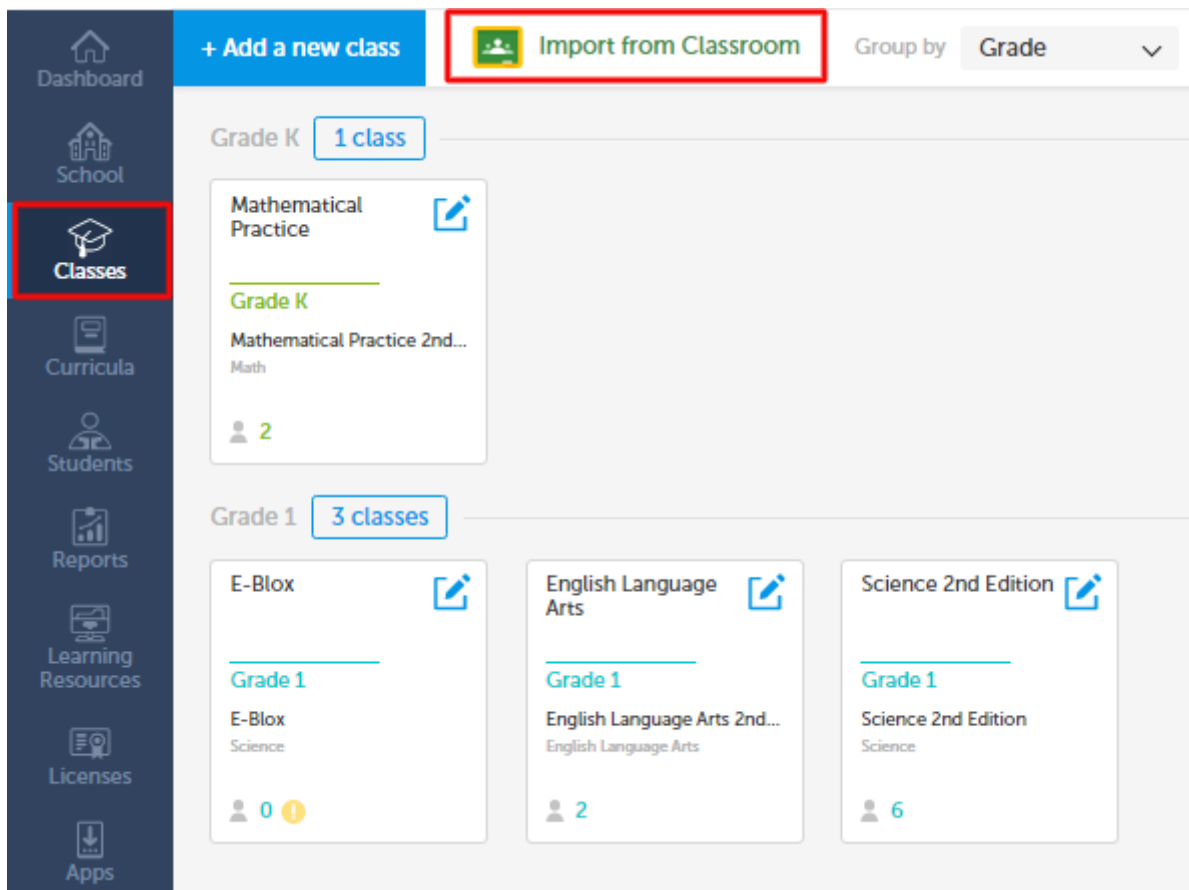 Dashboard
School
Classes
Curricula
Students
Reports
Learning
Resources
Licenses
Apps
+ Add a new class
Import from Classroom
Group by
Grade
Grade K
1 class
Mathematical
Practice
Grade K
Mathematical Practice 2nd...
Math
2
Grade 1
3 classes
E-Blox
Grade 1
E-Blox
Science
0
English Language
Arts
Grade 1
English Language Arts 2nd...
English Language Arts
2
Science 2nd Edition
Grade 1
Science 2nd Edition
Science
6